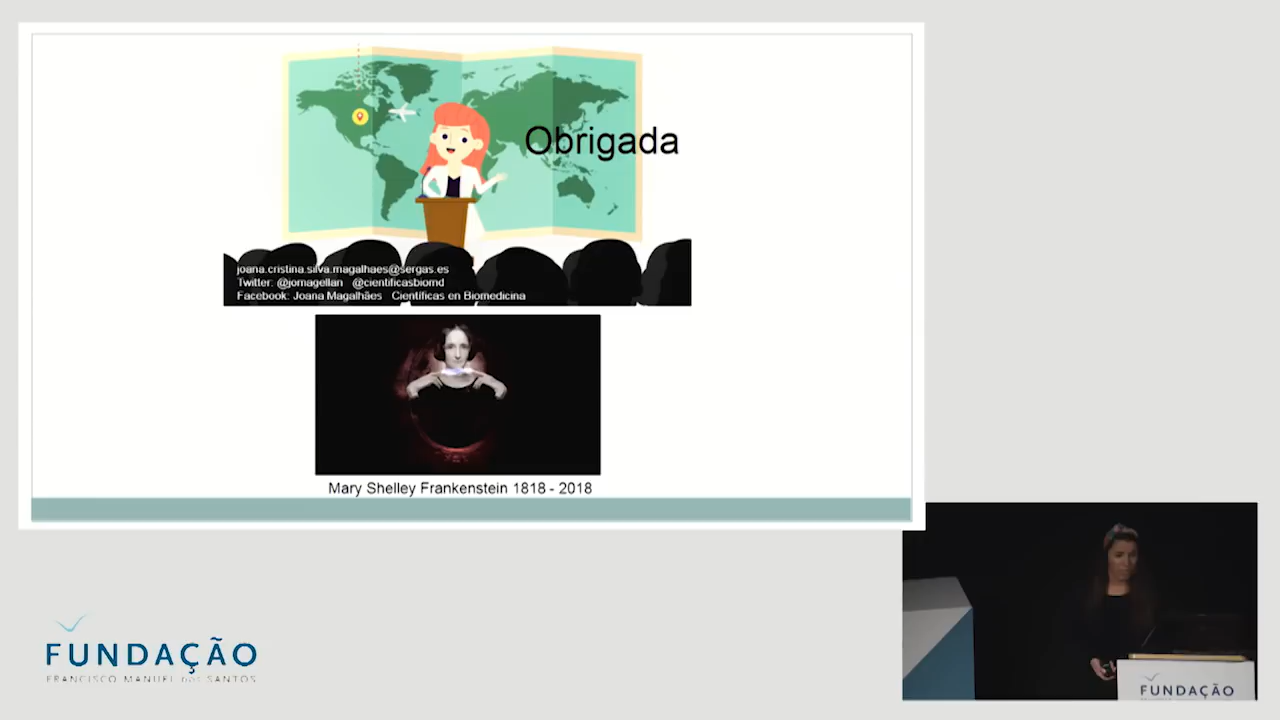 Obrigada
joana.cristina.silva.magalhaes@sergas.es
Twitter: @jomagellan @cientificasbiomd
Facebook: Joana Magalhães Científicas en Biomedicina
Mary Shelley Frankenstein 1818 - 2018
FUNDAÇÃO
FRANCISCO MANUEL DOS SANTOS
FUNDAÇÃO